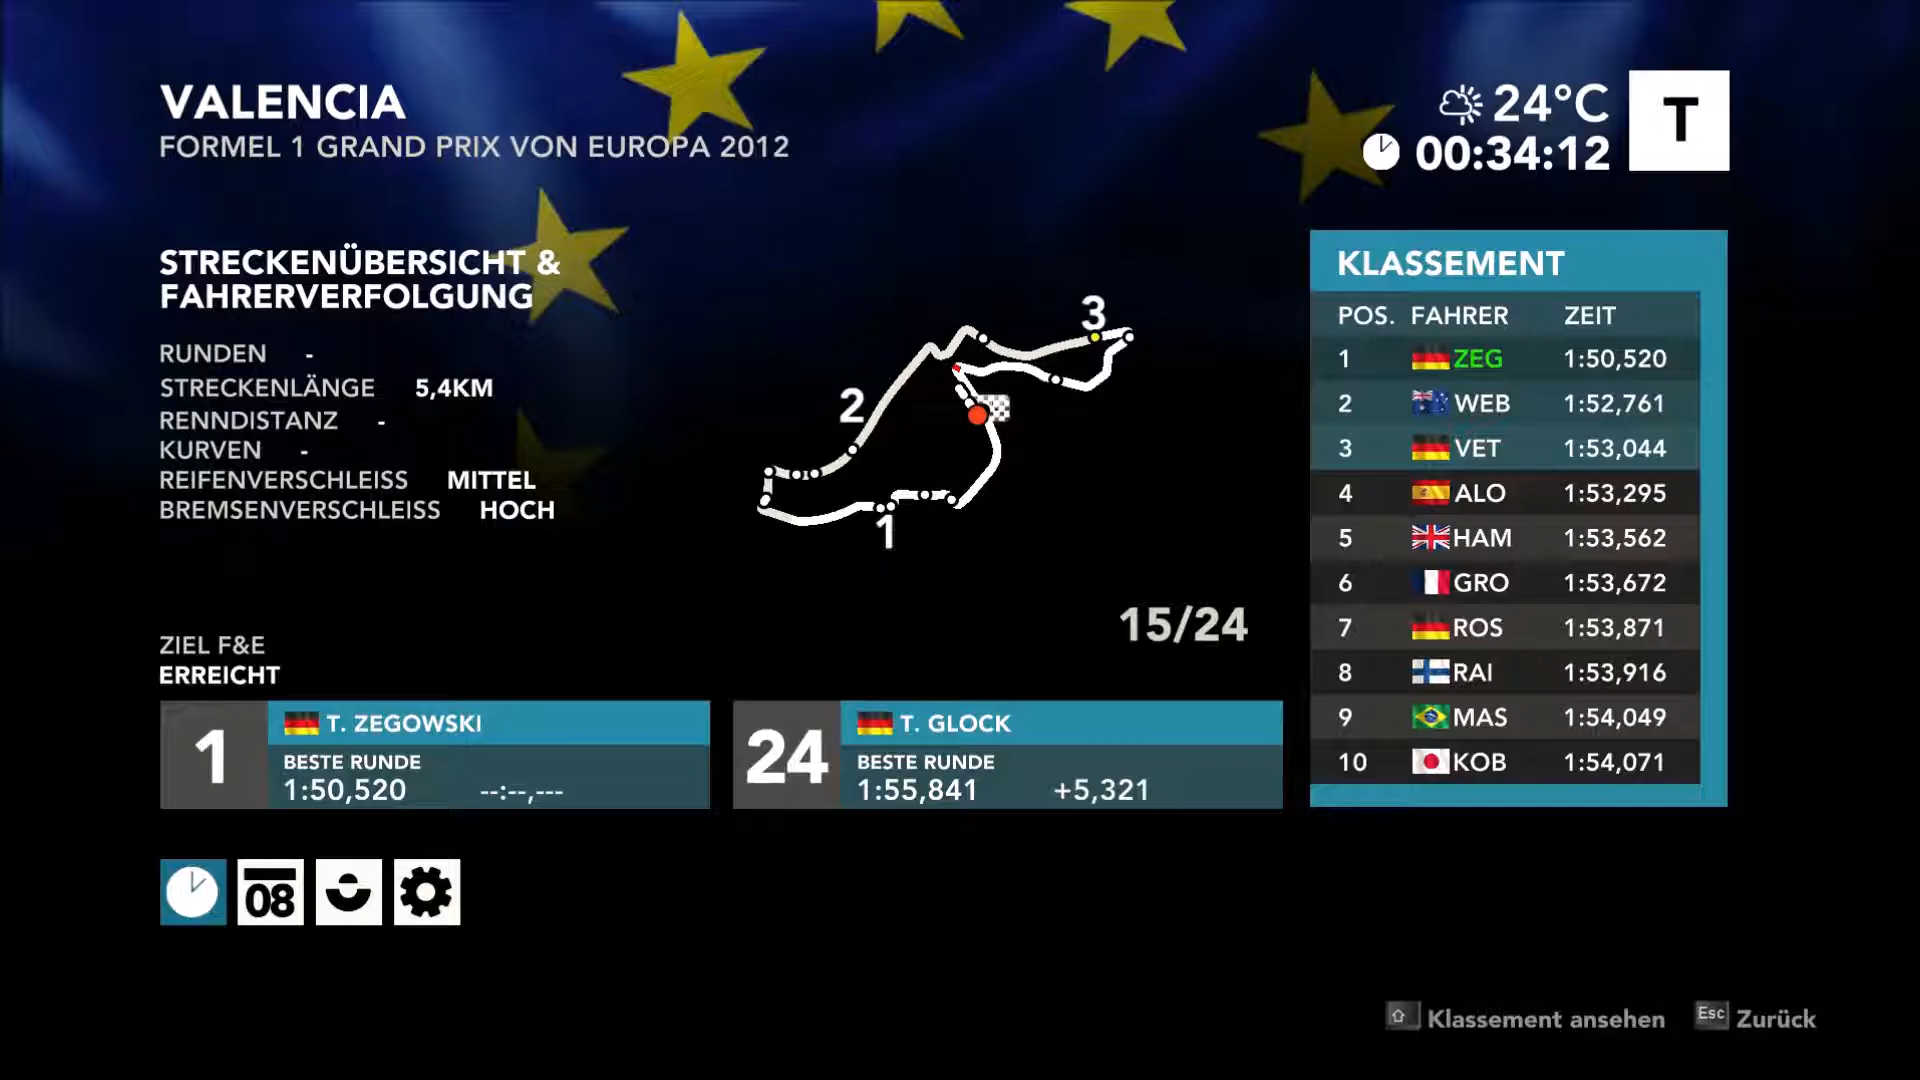 VALENCIA
FORMEL 1 GRAND PRIX VON EUROPA 2012
24°C
00:34:12
T
STRECKENÜBERSICHT &
FAHRERVERFOLGUNG
RUNDEN -
STRECKENLÄNGE 5,4KM
RENNDISTANZ -
KURVEN -
REIFENVERSCHLEISS MITTEL
BREMSENVERSCHLEISS HOCH
3
2
1
15/24
ZIEL F&E
ERREICHT
1
T. ZEGOWSKI
BESTE RUNDE
1:50,520 --:--,---
24
T. GLOCK
BESTE RUNDE
1:55,841 +5,321
KLASSEMENT
POS. FAHRER ZEIT
1 ZEG 1:50,520
2 WEB 1:52,761
3 VET 1:53,044
4 ALO 1:53,295
5 HAM 1:53,562
6 GRO 1:53,672
7 ROS 1:53,871
8 RAI 1:53,916
9 MAS 1:54,049
10 KOB 1:54,071
08
Klassement ansehen
Esc Zurück